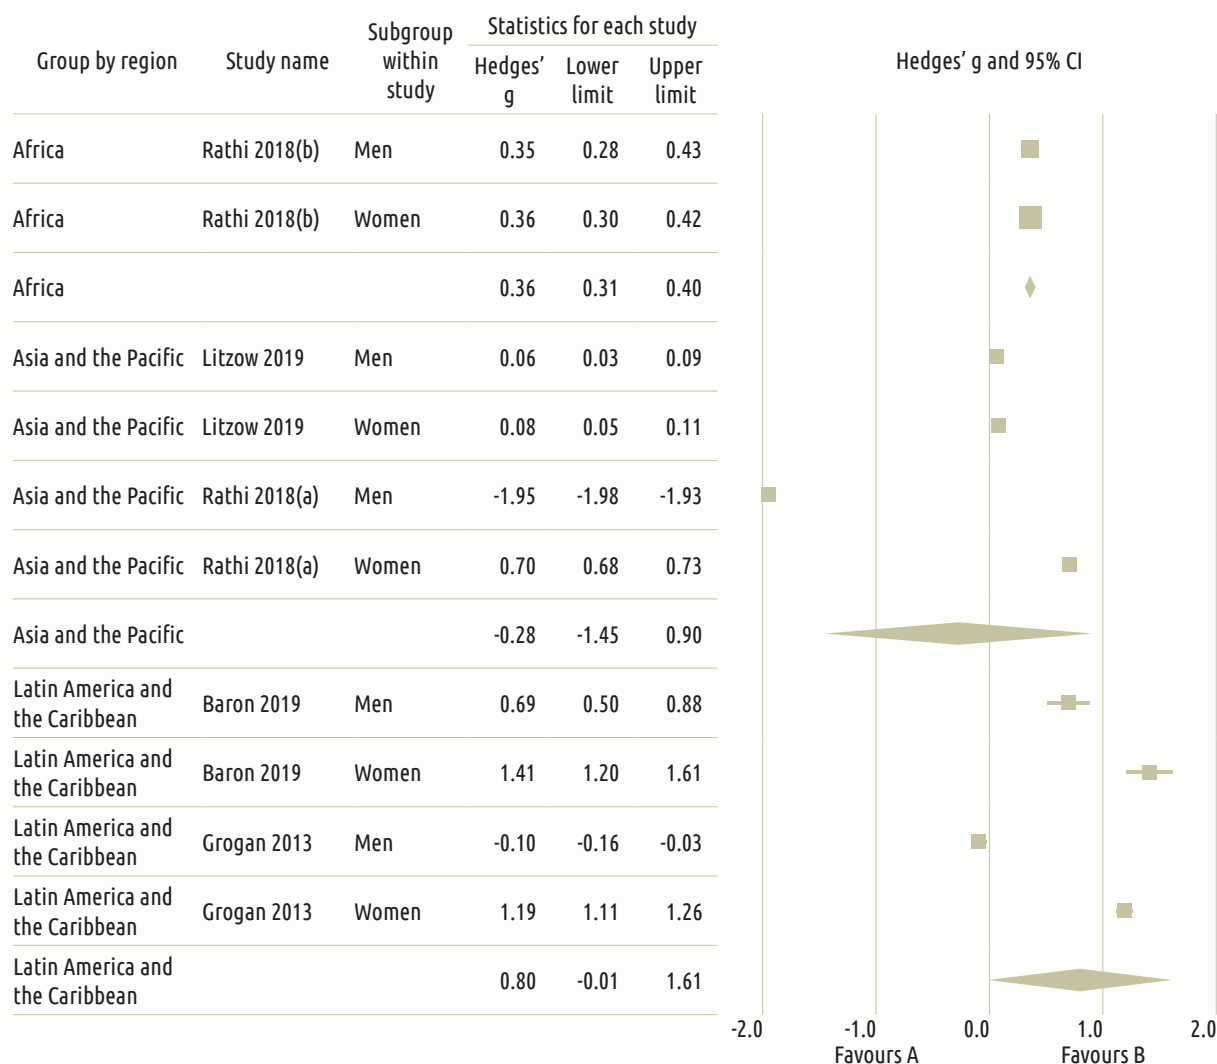 Group by region Study name Subgroup within study Statistics for each study Hedges’ g and 95% CI
Hedges’ g Lower limit Upper limit
Africa Rathi 2018(b) Men 0.35 0.28 0.43
Africa Rathi 2018(b) Women 0.36 0.30 0.42
Africa 0.36 0.31 0.40
Asia and the Pacific Litzow 2019 Men 0.06 0.03 0.09
Asia and the Pacific Litzow 2019 Women 0.08 0.05 0.11
Asia and the Pacific Rathi 2018(a) Men -1.95 -1.98 -1.93
Asia and the Pacific Rathi 2018(a) Women 0.70 0.68 0.73
Asia and the Pacific -0.28 -1.45 0.90
Latin America and the Caribbean Baron 2019 Men 0.69 0.50 0.88
Latin America and the Caribbean Baron 2019 Women 1.41 1.20 1.61
Latin America and the Caribbean Grogan 2013 Men -0.10 -0.16 -0.03
Latin America and the Caribbean Grogan 2013 Women 1.19 1.11 1.26
Latin America and the Caribbean 0.80 -0.01 1.61
-2.0 -1.0 0.0 1.0 2.0
Favours A Favours B